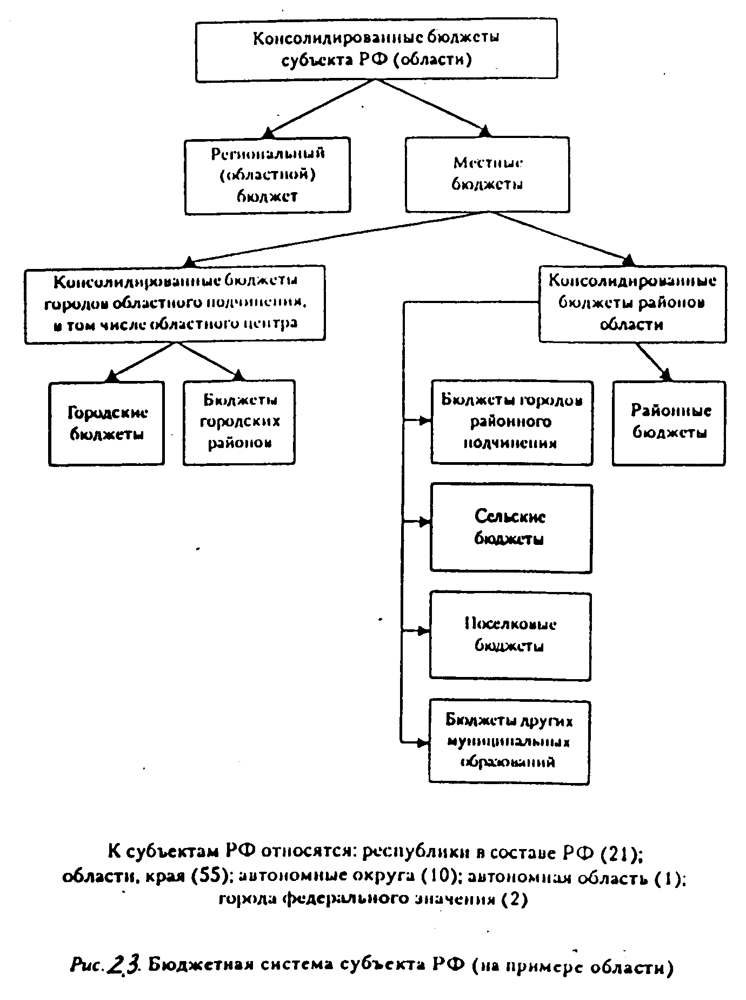 Консолидированные бюджеты
субъекта РФ (области)
Региональный
(областной)
бюджет
Местные
бюджеты
Консолидированные бюджеты
городов областного подчинения,
в том числе областного центра
Консолидированные
бюджеты районов
области
Городские
бюджеты
Бюджеты
городских
районов
Бюджеты городов
районного
подчинения
Районные
бюджеты
Сельские
бюджеты
Поселковые
бюджеты
Бюджеты других
муниципальных
образований
К субъектам РФ относятся: республики в составе РФ (21);
области, края (55); автономные округа (10); автономная область (1);
города федерального значения (2)
Рис. 2.3. Бюджетная система субъекта РФ (на примере области)